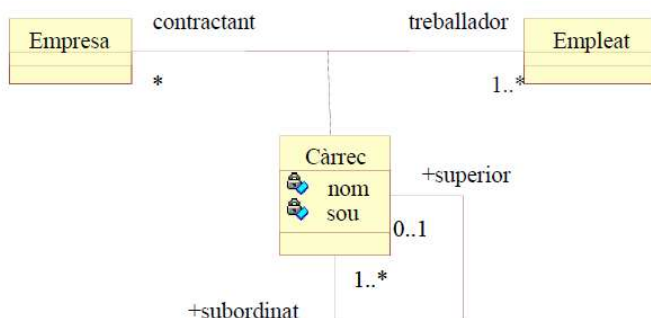 contractant
treballador
Empresa
Empleat
*
1..*
Càrrec
nom
sou
+superior
0..1
1..*
+subordinat